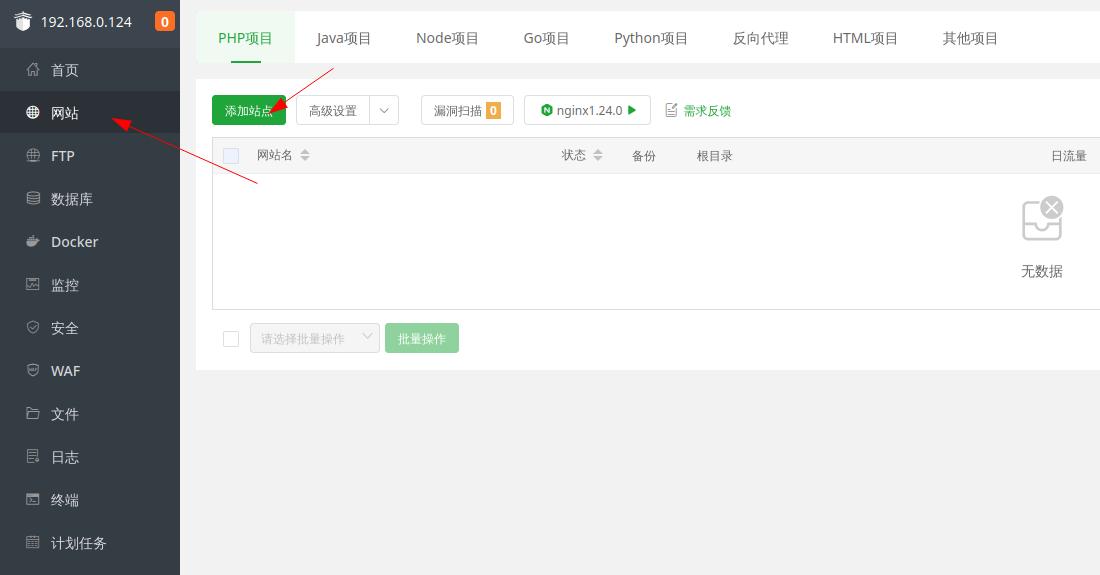 192.168.0.124 0
首页
网站
FTP
数据库
Docker
监控
安全
WAF
文件
日志
终端
计划任务
PHP项目 Java项目 Node项目 Go项目 Python项目 反向代理 HTML项目 其他项目
添加站点 高级设置 漏洞扫描 0 nginx1.24.0 需求反馈
网站名 状态 备份 根目录 日流量
无数据
请选择批量操作 批量操作